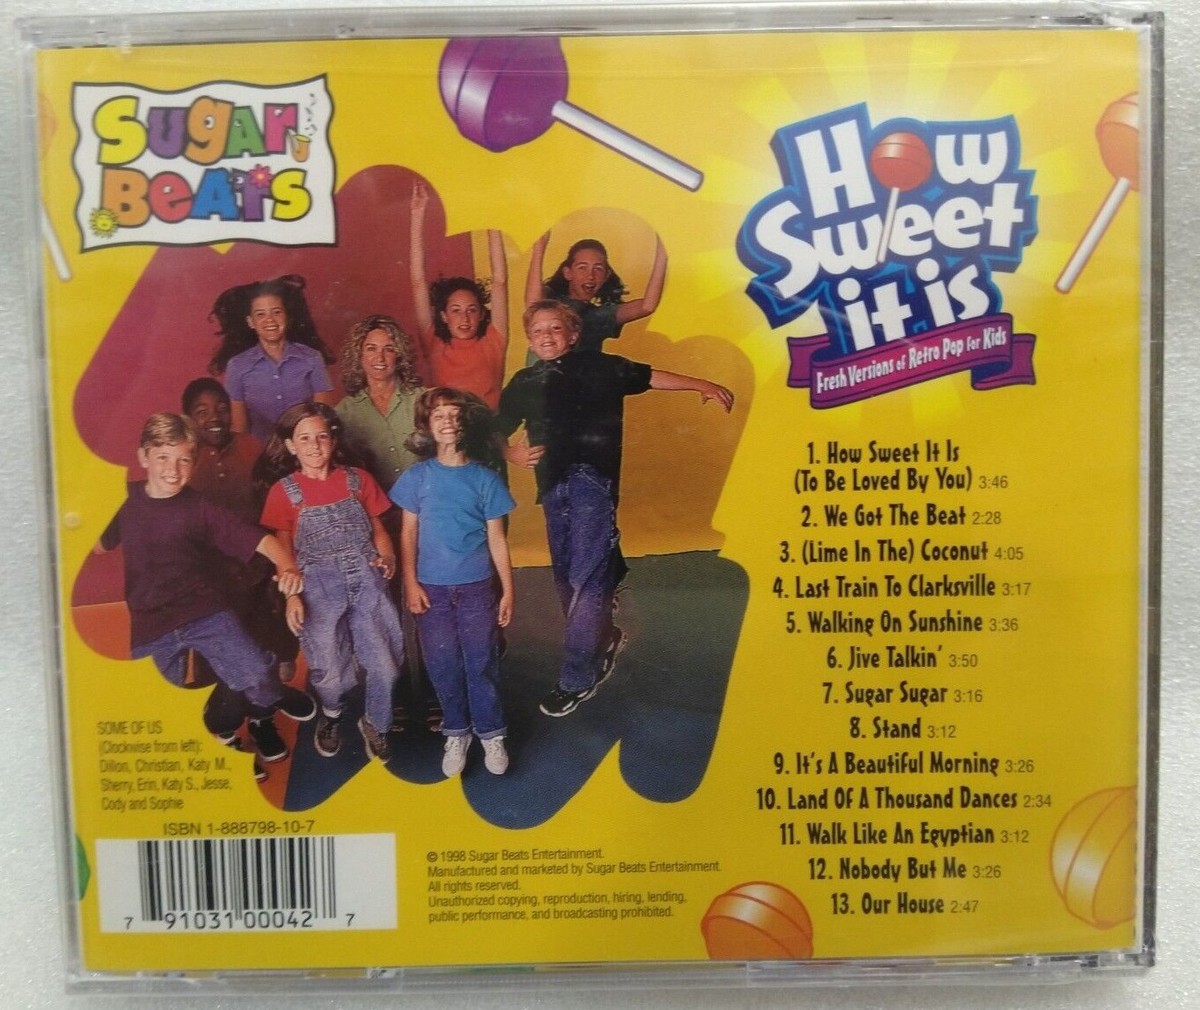 Sugar
Beats
How
Sweet
it is
Fresh Versions of Retro Pop for Kids
1. How Sweet It Is
(To Be Loved By You) 3:46
2. We Got The Beat 2:28
3. (Lime In The) Coconut 4:05
4. Last Train To Clarksville 3:17
5. Walking On Sunshine 3:36
6. Jive Talkin' 3:50
7. Sugar Sugar 3:16
8. Stand 3:12
9. It's A Beautiful Morning 3:26
10. Land Of A Thousand Dances 2:34
11. Walk Like An Egyptian 3:12
12. Nobody But Me 3:26
13. Our House 2:47
SOME OF US
(Clockwise from left):
Dillon, Christian, Katy M.,
Sherry, Erin, Katy S., Jesse,
Cody and Sophie
ISBN 1-888798-10-7
7 91031 00042 7
© 1998 Sugar Beats Entertainment.
Manufactured and marketed by Sugar Beats Entertainment.
All rights reserved.
Unauthorized copying, reproduction, hiring, lending,
public performance, and broadcasting prohibited.